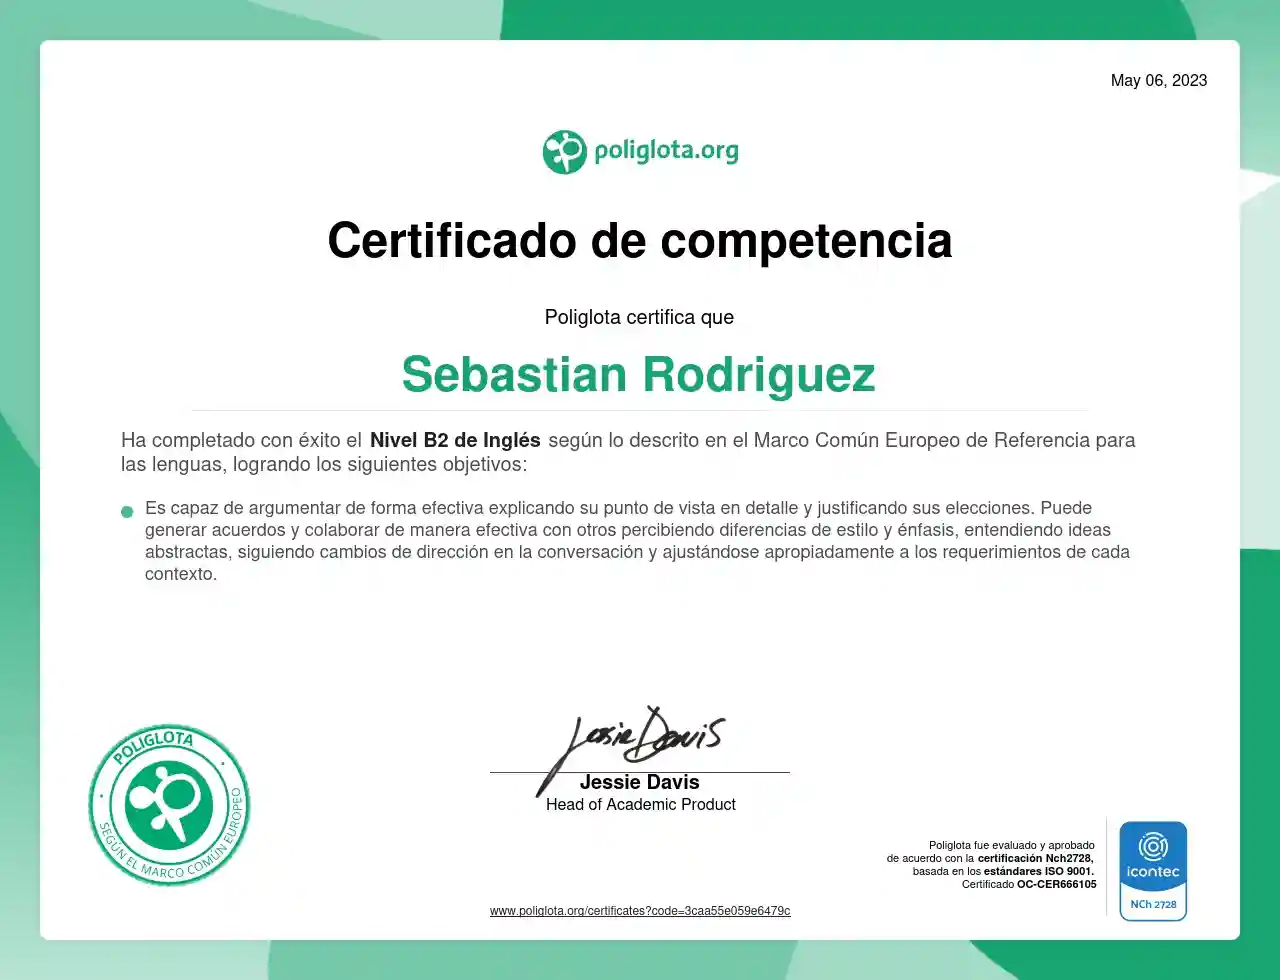 May 06, 2023
poliglota.org
Certificado de competencia
Poliglota certifica que
Sebastian Rodriguez
Ha completado con éxito el Nivel B2 de Inglés según lo descrito en el Marco Común Europeo de Referencia para
las lenguas, logrando los siguientes objetivos:
Es capaz de argumentar de forma efectiva explicando su punto de vista en detalle y justificando sus elecciones. Puede
generar acuerdos y colaborar de manera efectiva con otros percibiendo diferencias de estilo y énfasis, entendiendo ideas
abstractas, siguiendo cambios de dirección en la conversación y ajustándose apropiadamente a los requerimientos de cada
contexto.
POLIGLOTA
SEGÚN EL MARCO COMÚN EUROPEO
Jessie Davis
Jessie Davis
Head of Academic Product
Poliglota fue evaluado y aprobado
de acuerdo con la certificación Nch2728,
basada en los estándares ISO 9001.
Certificado OC-CER666105
icontec
NCh 2728
www.poliglota.org/certificates?code=3caa55e059e6479c